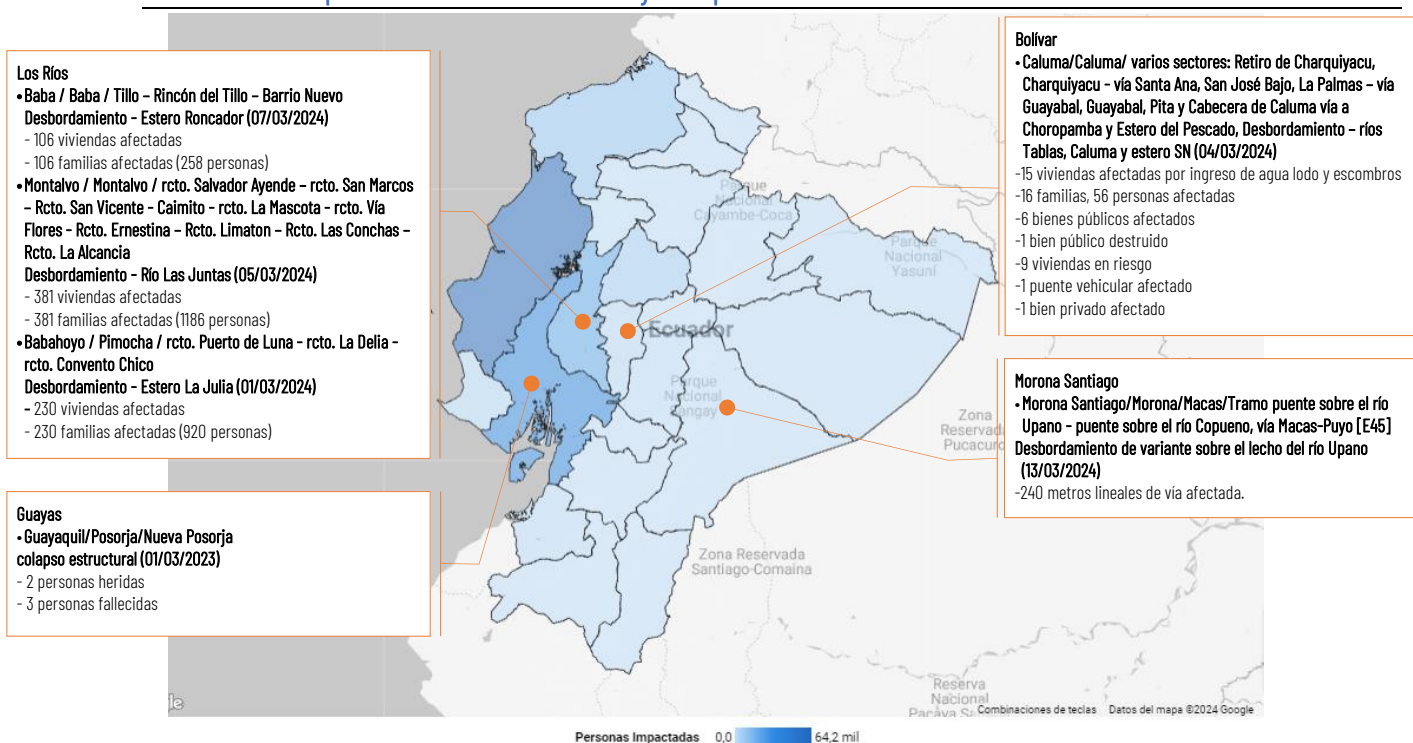 Los Ríos
•Baba / Baba / Tillo – Rincón del Tillo – Barrio Nuevo
Desbordamiento - Estero Roncador (07/03/2024)
- 106 viviendas afectadas
- 106 familias afectadas (258 personas)
•Montalvo / Montalvo / rcto. Salvador Ayende – rcto. San Marcos
– Rcto. San Vicente - Caimito - rcto. La Mascota - rcto. Vía
Flores - Rcto. Ernestina – Rcto. Limaton – Rcto. Las Conchas –
Rcto. La Alcancia
Desbordamiento - Río Las Juntas (05/03/2024)
- 381 viviendas afectadas
- 381 familias afectadas (1186 personas)
•Babahoyo / Pimocha / rcto. Puerto de Luna - rcto. La Delia -
rcto. Convento Chico
Desbordamiento - Estero La Julia (01/03/2024)
- 230 viviendas afectadas
- 230 familias afectadas (920 personas)
Guayas
• Guayaquil/Posorja/Nueva Posorja
colapso estructural (01/03/2023)
- 2 personas heridas
- 3 personas fallecidas
Bolívar
• Caluma/Caluma/ varios sectores: Retiro de Charquiyacu,
Charquiyacu - vía Santa Ana, San José Bajo, La Palmas – vía
Guayabal, Guayabal, Pita y Cabecera de Caluma vía a
Choropamba y Estero del Pescado, Desbordamiento – ríos
Tablas, Caluma y estero SN (04/03/2024)
-15 viviendas afectadas por ingreso de agua lodo y escombros
-16 familias, 56 personas afectadas
-6 bienes públicos afectados
-1 bien público destruido
-9 viviendas en riesgo
-1 puente vehicular afectado
-1 bien privado afectado
Morona Santiago
• Morona Santiago/Morona/Macas/Tramo puente sobre el río
Upano - puente sobre el río Copueno, vía Macas-Puyo [E45]
Desbordamiento de variante sobre el lecho del río Upano
(13/03/2024)
-240 metros lineales de vía afectada.
Parque
Nacional
Cayambe-Coca
Parque
Nacional
Yasuní
Ecuador
Parque
Nacional
Sangay
Zona
Reservada
Pucacuro
Zona Reservada
Santiago-Comaina
Reserva
Nacional
Pacaya
Combinaciones de teclas Datos del mapa ©2024 Google
Personas Impactadas 0,0 64,2 mil